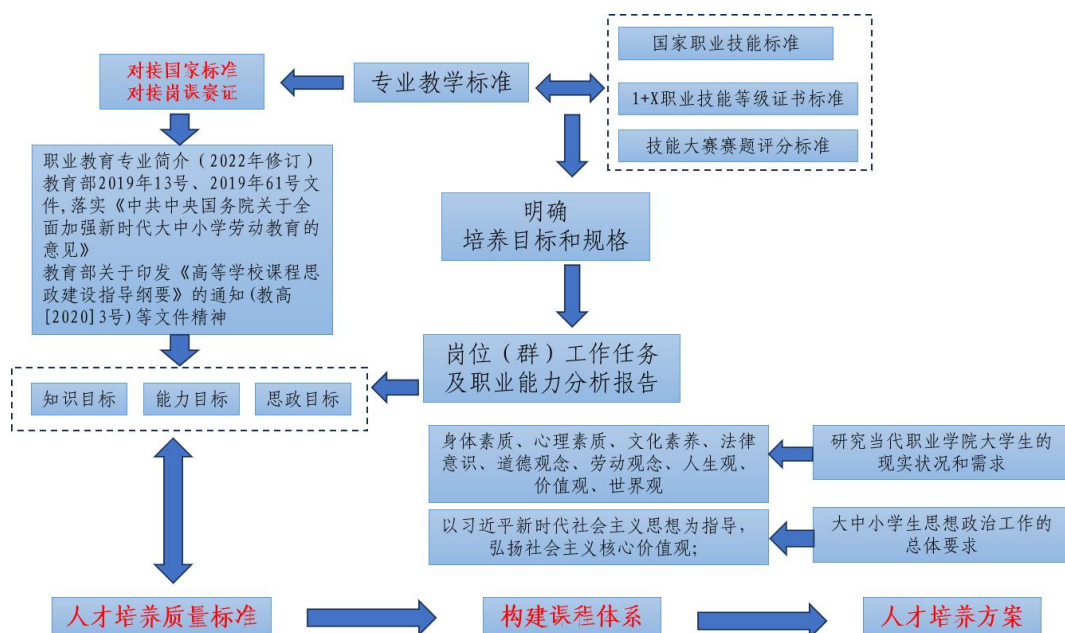 国家职业技能标准
对接国家标准
对接岗课赛证
专业教学标准
1+X职业技能等级证书标准
技能大赛赛题评分标准
职业教育专业简介（2022年修订）
教育部2019年13号、2019年61号文
件,落实《中共中央国务院关于全
面加强新时代大中小学劳动教育的
意见》
教育部关于印发《高等学校课程思
政建设指导纲要》的通知(教高
[2020]3号)等文件精神
明确
培养目标和规格
岗位（群）工作任务
及职业能力分析报告
知识目标
能力目标
思政目标
身体素质、心理素质、文化素养、法律
意识、道德观念、劳动观念、人生观、
价值观、世界观
研究当代职业学院大学生的
现实状况和需求
以习近平新时代社会主义思想为指导，
弘扬社会主义核心价值观；
大中小学生思想政治工作的
总体要求
人才培养质量标准
构建课程体系
人才培养方案